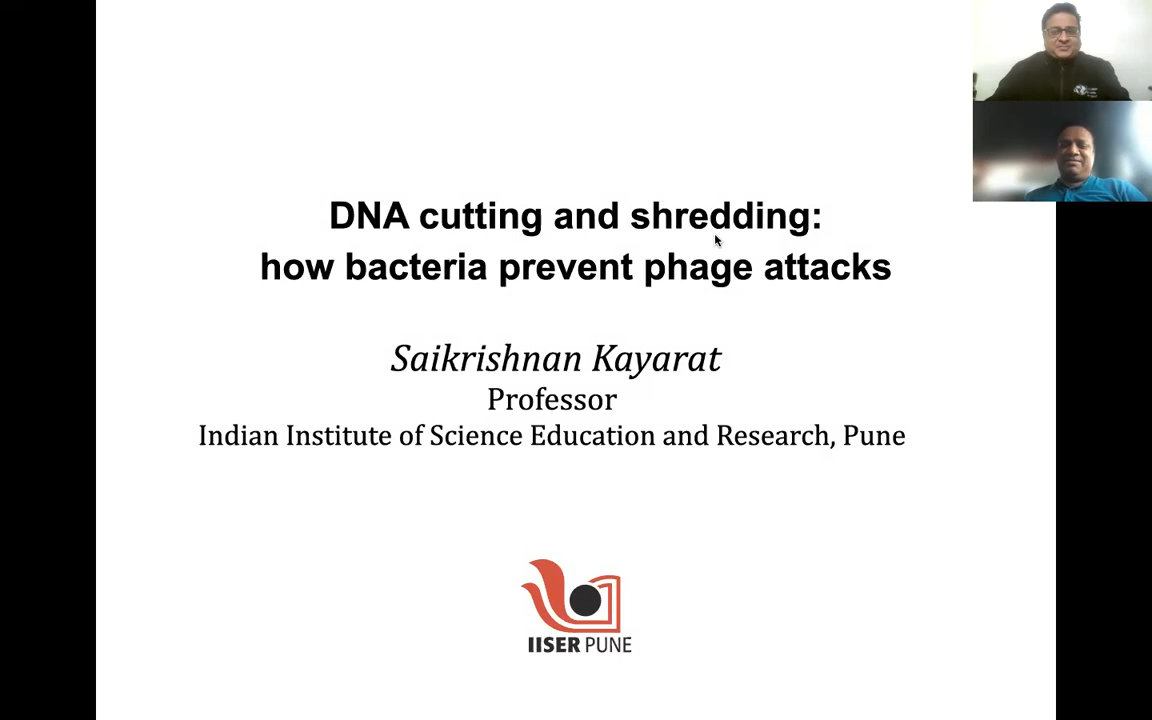 DNA cutting and shredding:
how bacteria prevent phage attacks
Saikrishnan Kayarat
Professor
Indian Institute of Science Education and Research, Pune
IISER PUNE